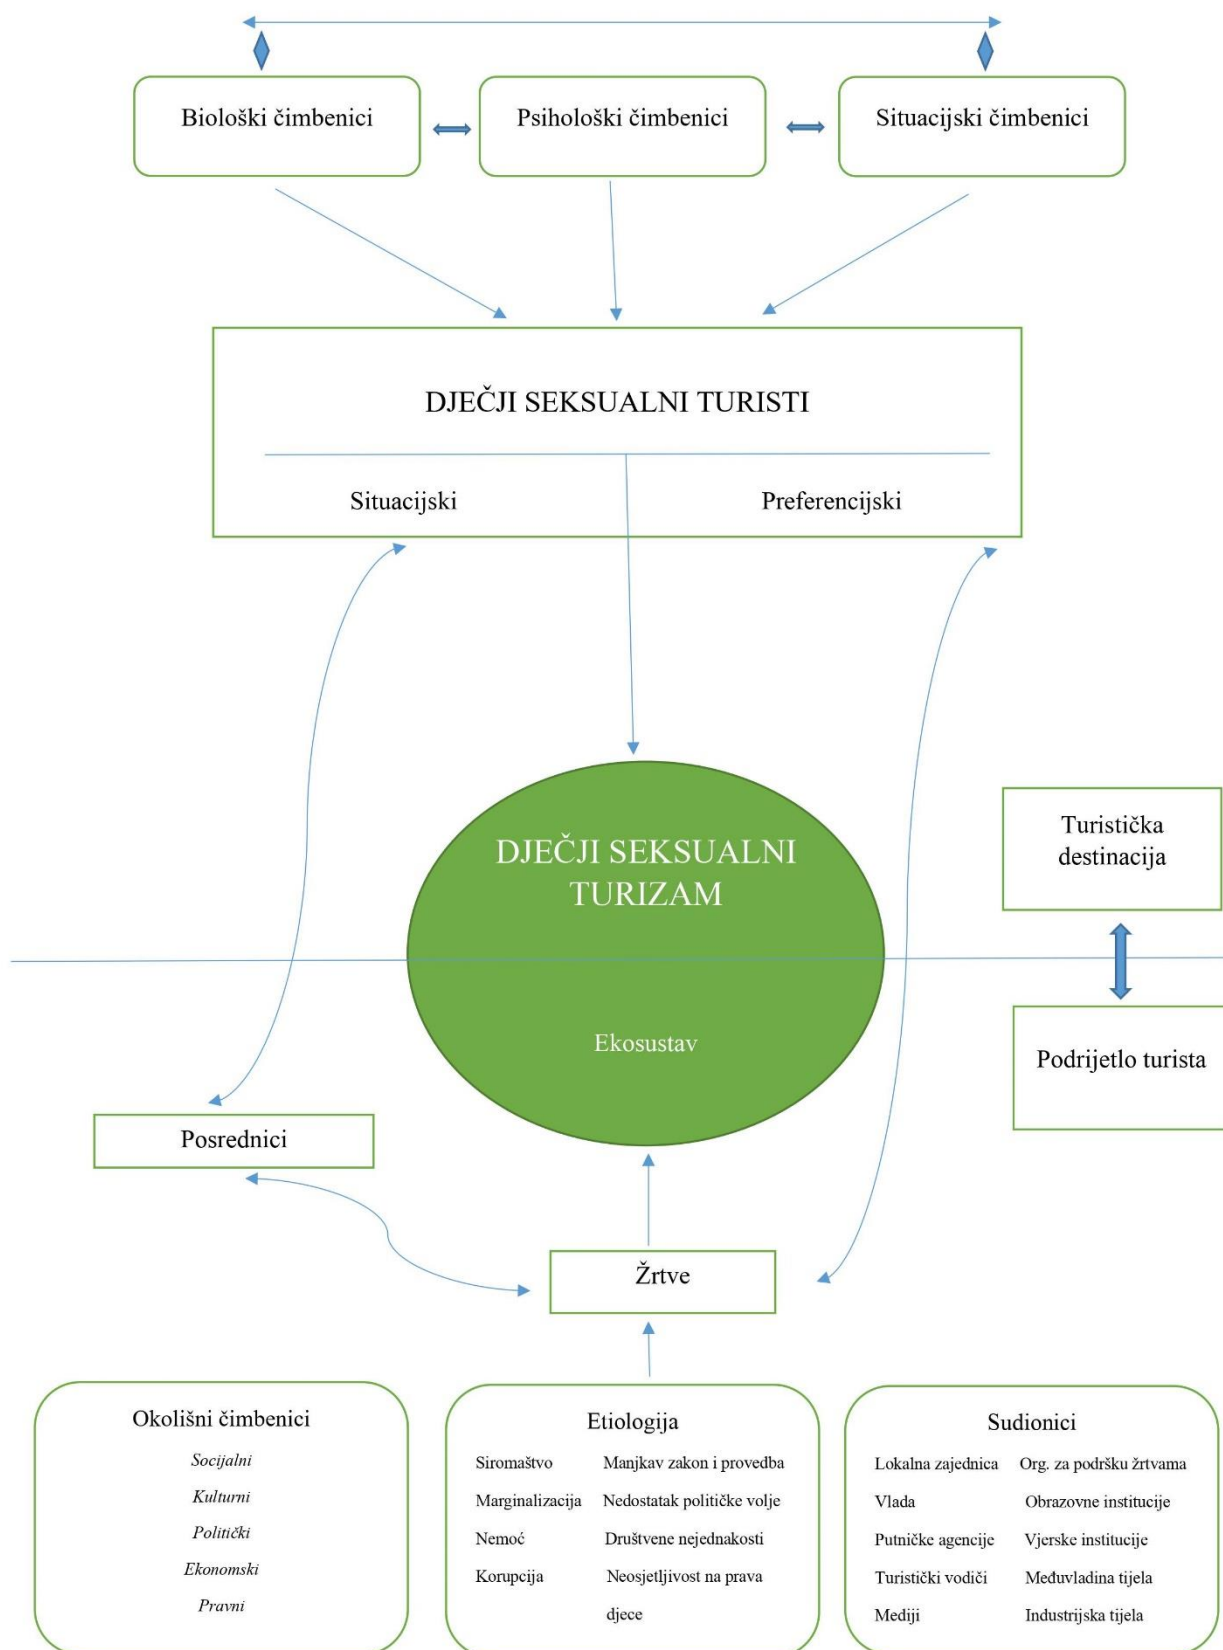 Biološki čimbenici
Psihološki čimbenici
Situacijski čimbenici
DJEČJI SEKSUALNI TURISTI
Situacijski
Preferencijski
DJEČJI SEKSUALNI
TURIZAM
Ekosustav
Turistička
destinacija
Podrijetlo turista
Posrednici
Žrtve
Okolišni čimbenici
Socijalni
Kulturni
Politički
Ekonomski
Pravni
Etiologija
Siromaštvo Manjkav zakon i provedba
Marginalizacija Nedostatak političke volje
Nemoć Društvene nejednakosti
Korupcija Neosjetljivost na prava
djece
Sudionici
Lokalna zajednica Org. za podršku žrtvama
Vlada Obrazovne institucije
Putničke agencije Vjerske institucije
Turistički vodiči Međuvladina tijela
Mediji Industrijska tijela